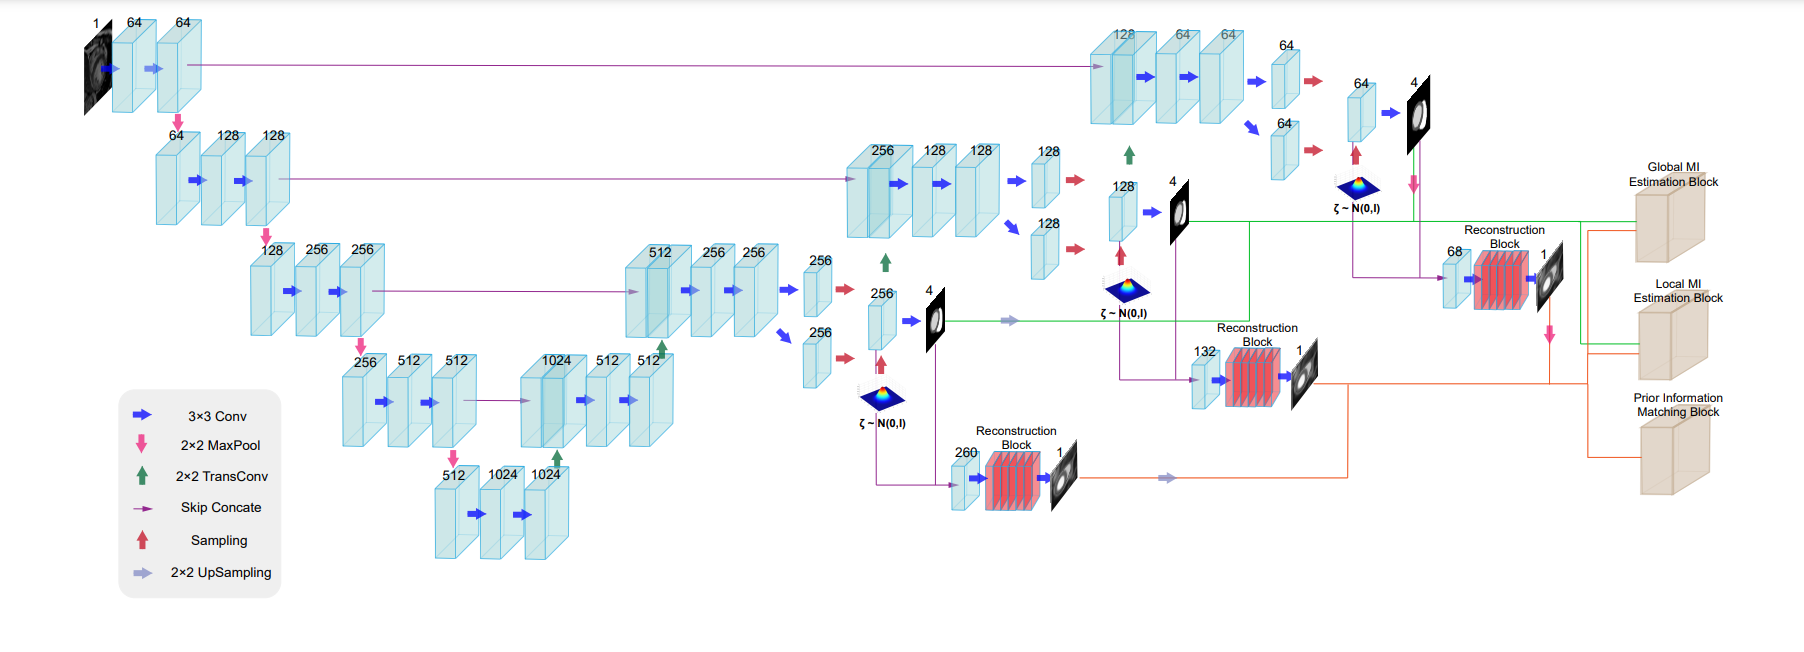 1
64
64
128
64
64
64
64
64
4
ζ ~ N(0,I)
64
128
128
256
128
128
128
128
128
4
ζ ~ N(0,I)
Global MI
Estimation Block
Reconstruction
Block
68
1
128
256
256
512
256
256
256
256
256
4
ζ ~ N(0,I)
Local MI
Estimation Block
Reconstruction
Block
132
1
256
512
512
1024
512
512
Prior Information
Matching Block
Reconstruction
Block
260
1
512
1024
1024
3×3 Conv
2×2 MaxPool
2×2 TransConv
Skip Concate
Sampling
2×2 UpSampling